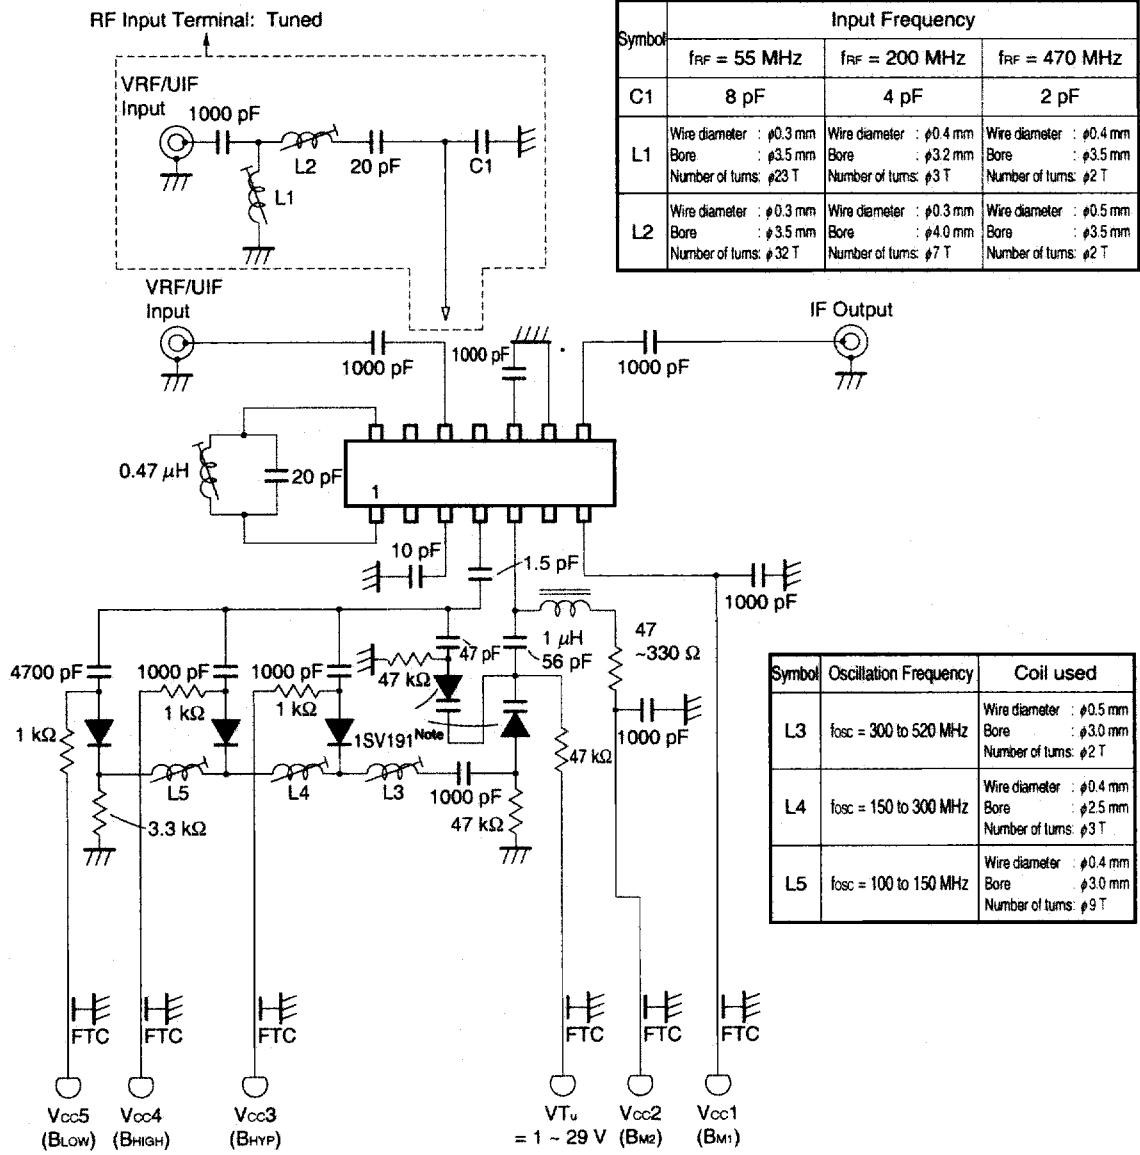 RF Input Terminal: Tuned
VRF/UIF
Input
1000 pF
L2
20 pF
C1
L1
Symbol
Input Frequency
fRF = 55 MHz
fRF = 200 MHz
fRF = 470 MHz
C1
8 pF
4 pF
2 pF
L1
Wire diameter : φ0.3 mm
Bore : φ3.5 mm
Number of turns: φ23 T
Wire diameter : φ0.4 mm
Bore : φ3.2 mm
Number of turns: φ3 T
Wire diameter : φ0.4 mm
Bore : φ3.5 mm
Number of turns: φ2 T
L2
Wire diameter : φ0.3 mm
Bore : φ3.5 mm
Number of turns: φ32 T
Wire diameter : φ0.3 mm
Bore : φ4.0 mm
Number of turns: φ7 T
Wire diameter : φ0.5 mm
Bore : φ3.5 mm
Number of turns: φ2 T
VRF/UIF
Input
1000 pF
1000 pF
1000 pF
IF Output
0.47 μH
20 pF
1
10 pF
1.5 pF
1000 pF
4700 pF
1000 pF
1000 pF
47 pF
1 μH
56 pF
47
~330 Ω
47 kΩ
1 kΩ
1 kΩ
1 kΩ
1SV191 Note
1000 pF
47 kΩ
L5
L4
L3
1000 pF
47 kΩ
3.3 kΩ
Symbol
Oscillation Frequency
Coil used
L3
fosc = 300 to 520 MHz
Wire diameter : φ0.5 mm
Bore : φ3.0 mm
Number of turns: φ2 T
L4
fosc = 150 to 300 MHz
Wire diameter : φ0.4 mm
Bore : φ2.5 mm
Number of turns: φ3 T
L5
fosc = 100 to 150 MHz
Wire diameter : φ0.4 mm
Bore : φ3.0 mm
Number of turns: φ9 T
FTC
FTC
FTC
FTC
FTC
FTC
VCC5
(BLOW)
VCC4
(BHIGH)
VCC3
(BHYP)
VTu
= 1 ~ 29 V
VCC2
(BM2)
VCC1
(BM1)